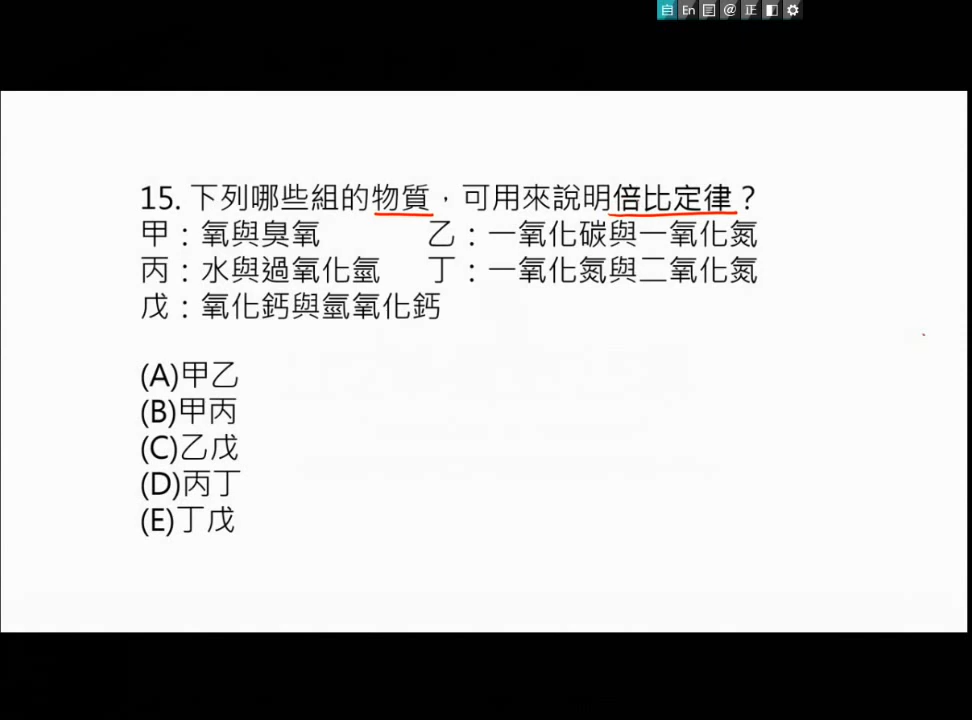 En @ 正
15. 下列哪些組的物質，可用來說明倍比定律？
甲：氧與臭氧 乙：一氧化碳與一氧化氮
丙：水與過氧化氫 丁：一氧化氮與二氧化氮
戊：氧化鈣與氫氧化鈣
(A)甲乙
(B)甲丙
(C)乙戊
(D)丙丁
(E)丁戊